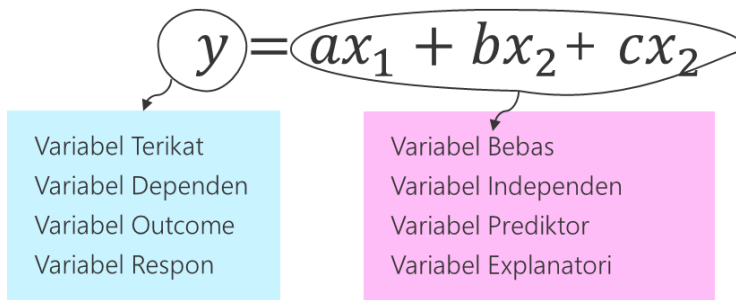 y = ax₁ + bx₂ + cx₂
Variabel Terikat
Variabel Dependen
Variabel Outcome
Variabel Respon
Variabel Bebas
Variabel Independen
Variabel Prediktor
Variabel Explanatori